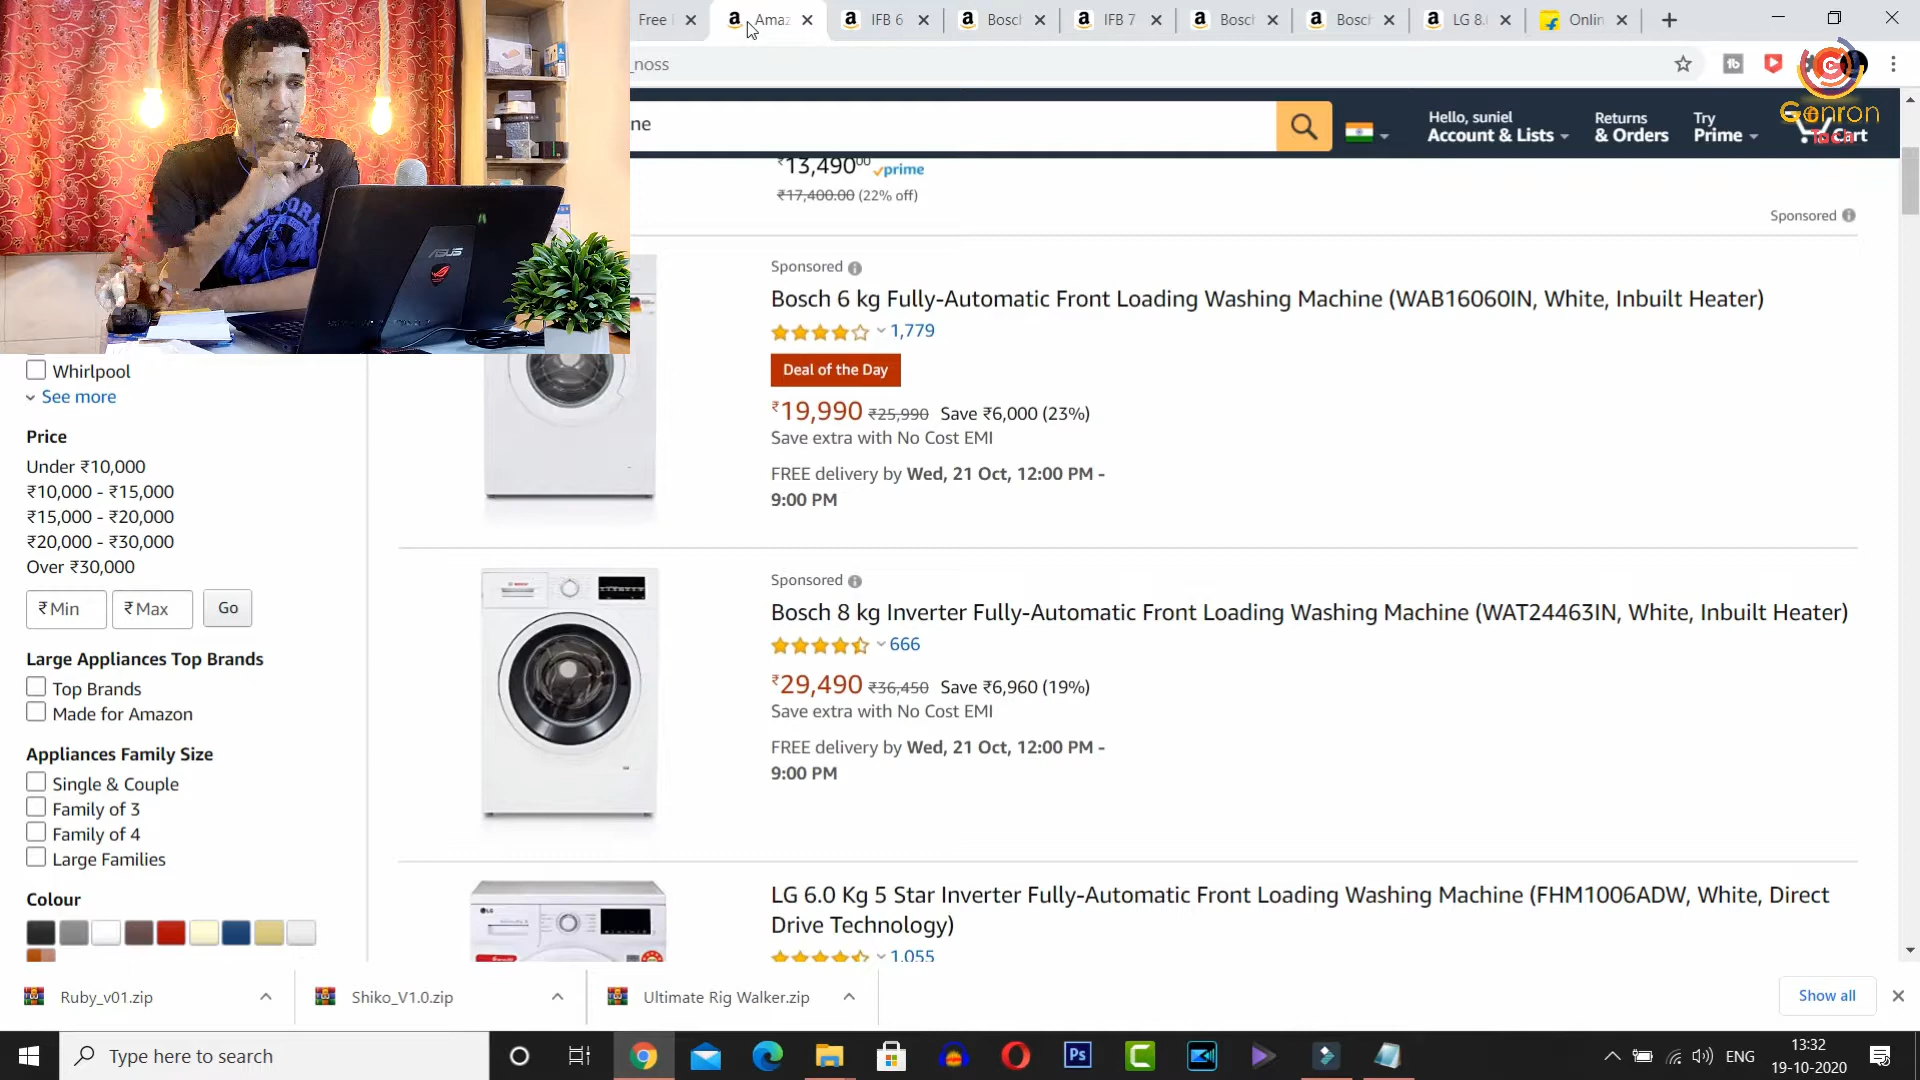 Free
Amaz
IFB 6
Bosch
IFB 7
Bosch
Bosch
LG 8.
Onlin
_noss
Genron
Tech
ne
Hello, suniel
Account & Lists
Returns
& Orders
Try
Prime
Cart
₹13,490⁰⁰ prime
₹17,400.00 (22% off)
Sponsored
ASUS
Sponsored
Bosch 6 kg Fully-Automatic Front Loading Washing Machine (WAB16060IN, White, Inbuilt Heater)
1,779
Deal of the Day
₹19,990 ₹25,990 Save ₹6,000 (23%)
Save extra with No Cost EMI
FREE delivery by Wed, 21 Oct, 12:00 PM -
9:00 PM
Sponsored
Bosch 8 kg Inverter Fully-Automatic Front Loading Washing Machine (WAT24463IN, White, Inbuilt Heater)
666
₹29,490 ₹36,450 Save ₹6,960 (19%)
Save extra with No Cost EMI
FREE delivery by Wed, 21 Oct, 12:00 PM -
9:00 PM
LG
LG 6.0 Kg 5 Star Inverter Fully-Automatic Front Loading Washing Machine (FHM1006ADW, White, Direct
Drive Technology)
1,055
Whirlpool
See more
Price
Under ₹10,000
₹10,000 - ₹15,000
₹15,000 - ₹20,000
₹20,000 - ₹30,000
Over ₹30,000
₹ Min
₹ Max
Go
Large Appliances Top Brands
Top Brands
Made for Amazon
Appliances Family Size
Single & Couple
Family of 3
Family of 4
Large Families
Colour
Ruby_v01.zip
Shiko_V1.0.zip
Ultimate Rig Walker.zip
Show all
Type here to search
Ps
ENG
13:32
19-10-2020